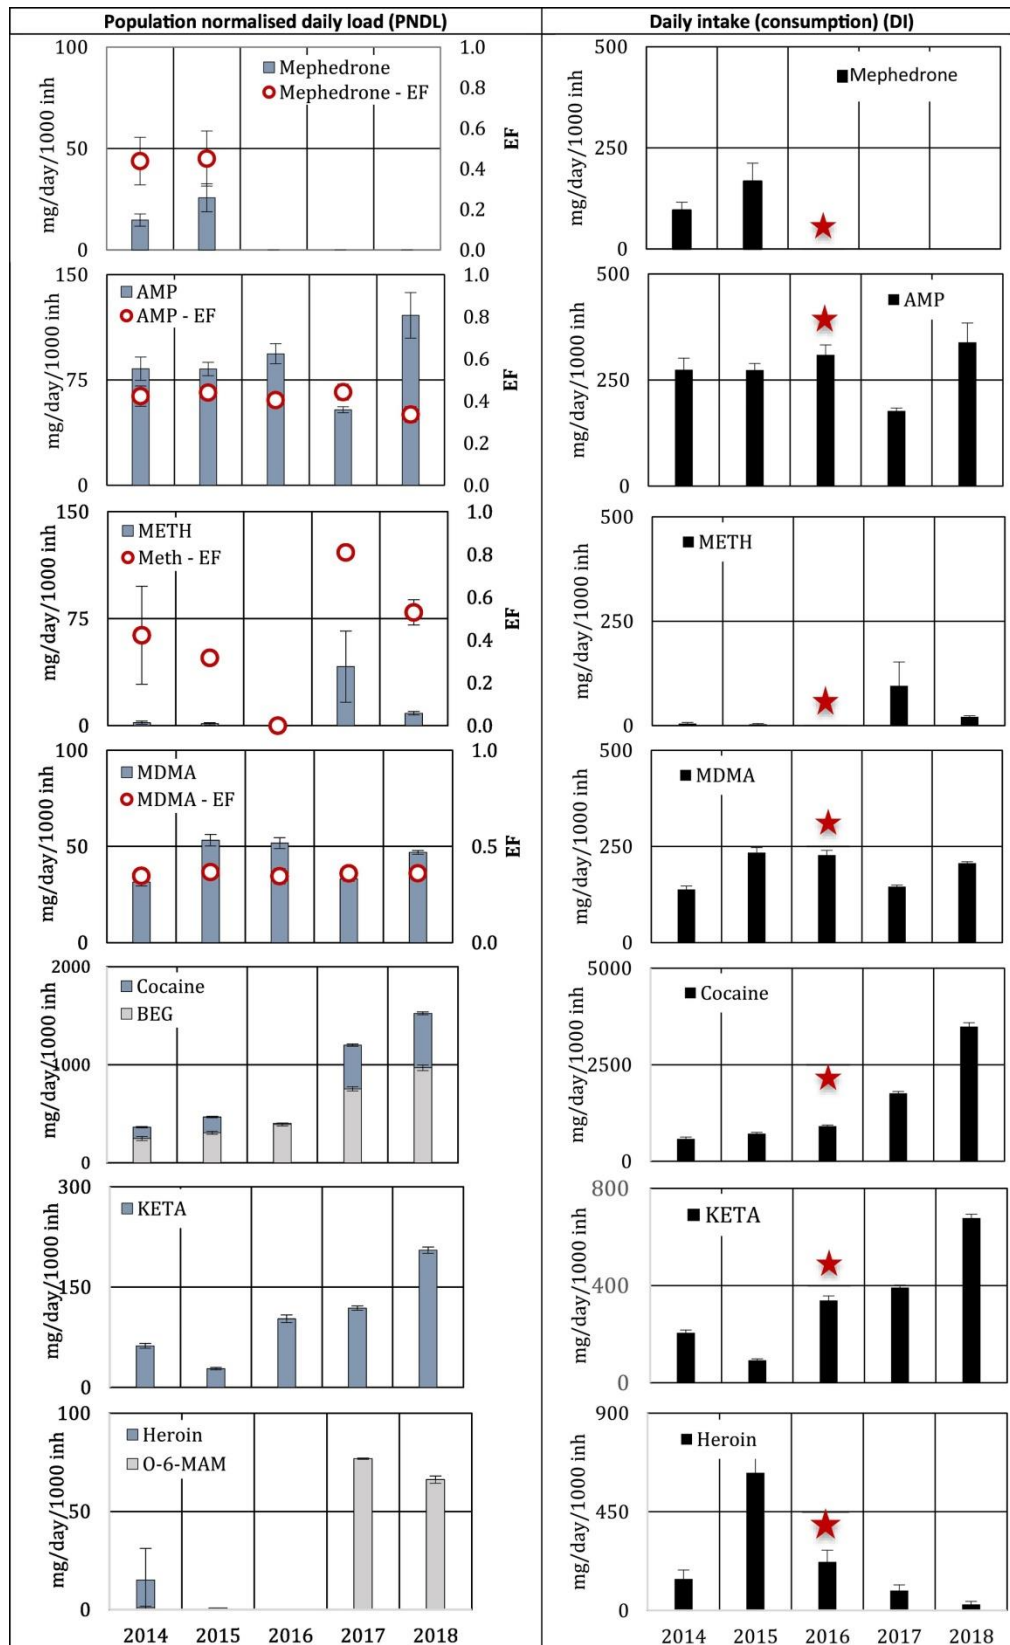 Population normalised daily load (PNDL)
Daily intake (consumption) (DI)
100
50
0
mg/day/1000 inh
Mephedrone
Mephedrone - EF
1.0
0.8
0.6
0.4
0.2
0.0
EF
500
250
0
mg/day/1000 inh
Mephedrone
150
75
0
mg/day/1000 inh
AMP
AMP - EF
1.0
0.8
0.6
0.4
0.2
0.0
500
250
0
mg/day/1000 inh
AMP
150
75
0
mg/day/1000 inh
METH
Meth - EF
1.0
0.8
0.6
0.4
0.2
0.0
EF
500
250
0
mg/day/1000 inh
METH
100
50
0
mg/day/1000 inh
MDMA
MDMA - EF
1.0
0.5
0.0
EF
500
250
0
mg/day/1000 inh
MDMA
2000
1000
0
mg/day/1000 inh
Cocaine
BEG
5000
2500
0
mg/day/1000 inh
Cocaine
300
150
0
mg/day/1000 inh
KETA
800
400
0
mg/day/1000 inh
KETA
100
50
0
mg/day/1000 inh
Heroin
O-6-MAM
900
450
0
mg/day/1000 inh
Heroin
2014 2015 2016 2017 2018
2014 2015 2016 2017 2018